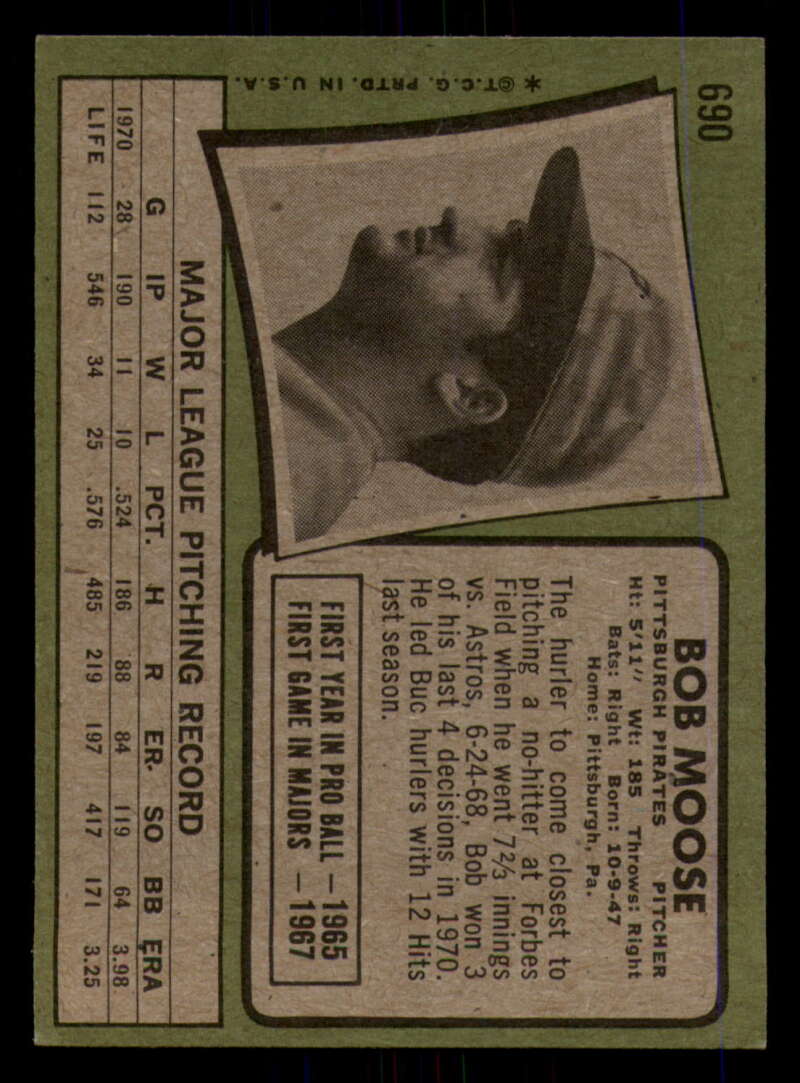 690
* ©T.C.G. PRTD. IN U.S.A.
BOB MOOSE
PITTSBURGH PIRATES PITCHER
Ht: 5'11" Wt: 185 Throws: Right
Bats: Right Born: 10-9-47
Home: Pittsburgh, Pa.
The hurler to come closest to
pitching a no-hitter at Forbes
Field when he went 7⅔ innings
vs. Astros, 6-24-68, Bob won 3
of his last 4 decisions in 1970.
He led Buc hurlers with 12 Hits
last season.
FIRST YEAR IN PRO BALL — 1965
FIRST GAME IN MAJORS — 1967
MAJOR LEAGUE PITCHING RECORD
G IP W L PCT. H R ER. SO BB ERA
1970 28 190 11 10 .524 186 88 84 119 64 3.98
LIFE 112 546 34 25 .576 485 219 197 417 171 3.25